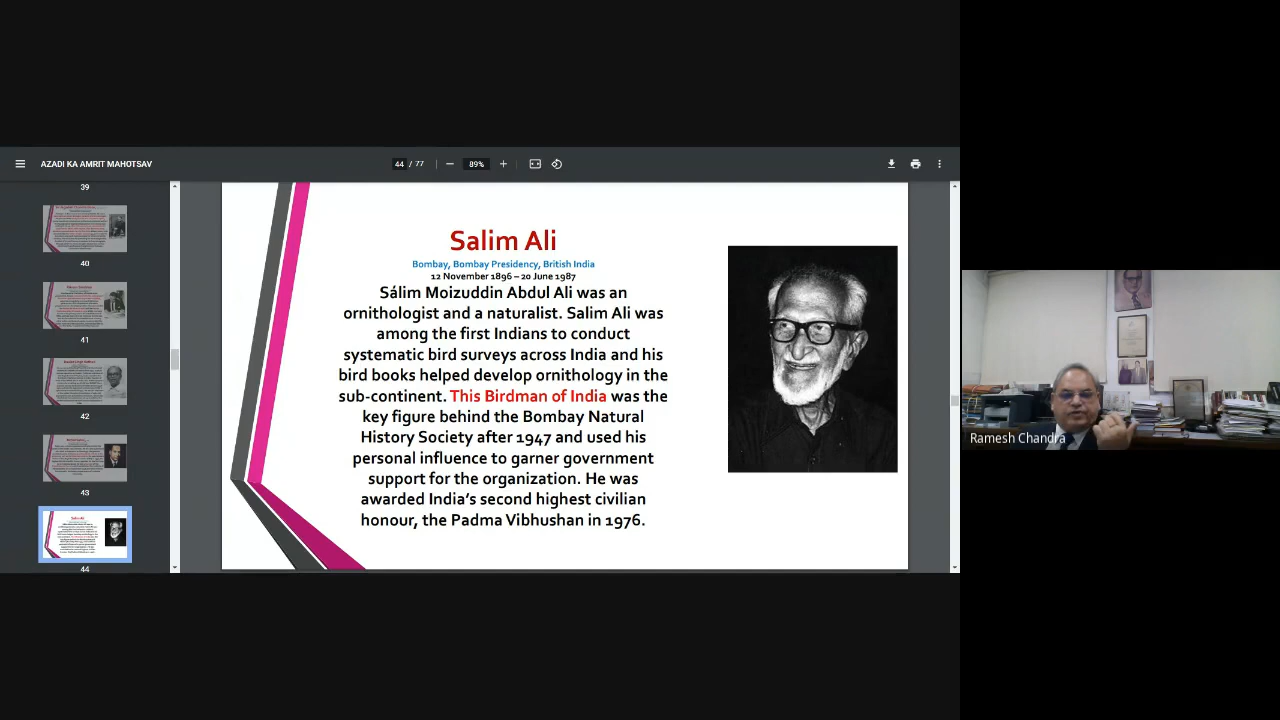 AZADI KA AMRIT MAHOTSAV
44 / 77
89%
39
40
41
42
43
44
Salim Ali
Bombay, Bombay Presidency, British India
12 November 1896 – 20 June 1987
Sálim Moizuddin Abdul Ali was an
ornithologist and a naturalist. Salim Ali was
among the first Indians to conduct
systematic bird surveys across India and his
bird books helped develop ornithology in the
sub-continent. This Birdman of India was the
key figure behind the Bombay Natural
History Society after 1947 and used his
personal influence to garner government
support for the organization. He was
awarded India's second highest civilian
honour, the Padma Vibhushan in 1976.
Ramesh Chandra